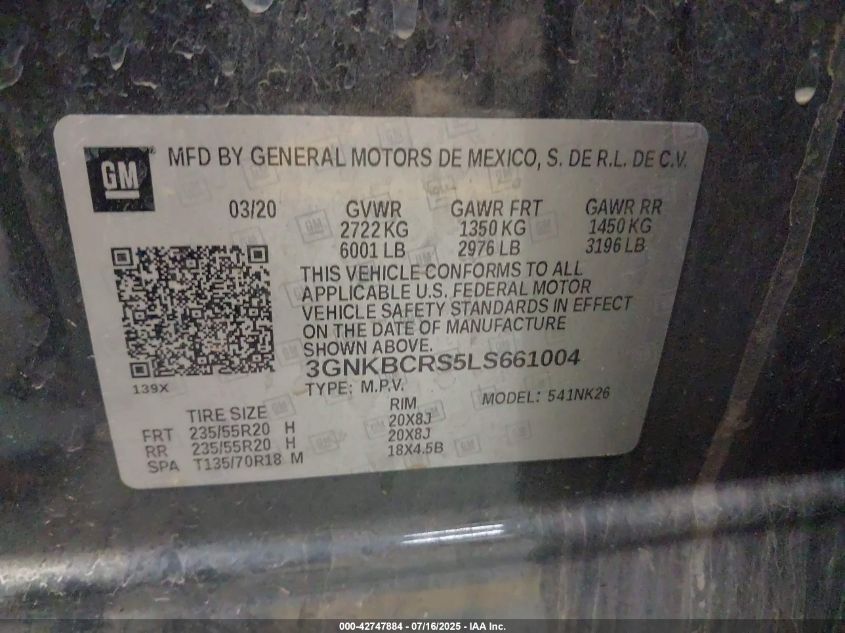 GM
MFD BY GENERAL MOTORS DE MEXICO, S. DE R.L. DE C.V.
03/20 GVWR GAWR FRT GAWR RR
2722 KG 1350 KG 1450 KG
6001 LB 2976 LB 3196 LB
THIS VEHICLE CONFORMS TO ALL
APPLICABLE U.S. FEDERAL MOTOR
VEHICLE SAFETY STANDARDS IN EFFECT
ON THE DATE OF MANUFACTURE
SHOWN ABOVE.
3GNKBCRS5LS661004
139X
TYPE: M.P.V. MODEL: 541NK26
TIRE SIZE RIM
FRT 235/55R20 H 20X8J
RR 235/55R20 H 20X8J
SPA T135/70R18 M 18X4.5B
000-42747884 - 07/16/2025 - IAA Inc.